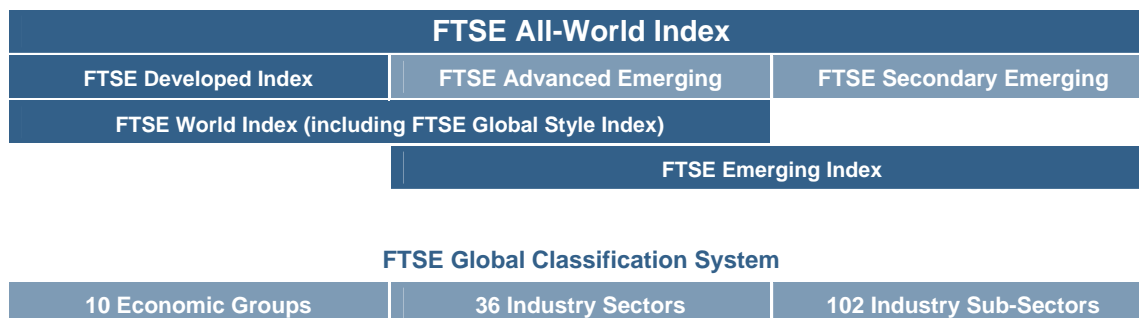 FTSE All-World Index
FTSE Developed Index
FTSE Advanced Emerging
FTSE Secondary Emerging
FTSE World Index (including FTSE Global Style Index)
FTSE Emerging Index
FTSE Global Classification System
10 Economic Groups
36 Industry Sectors
102 Industry Sub-Sectors